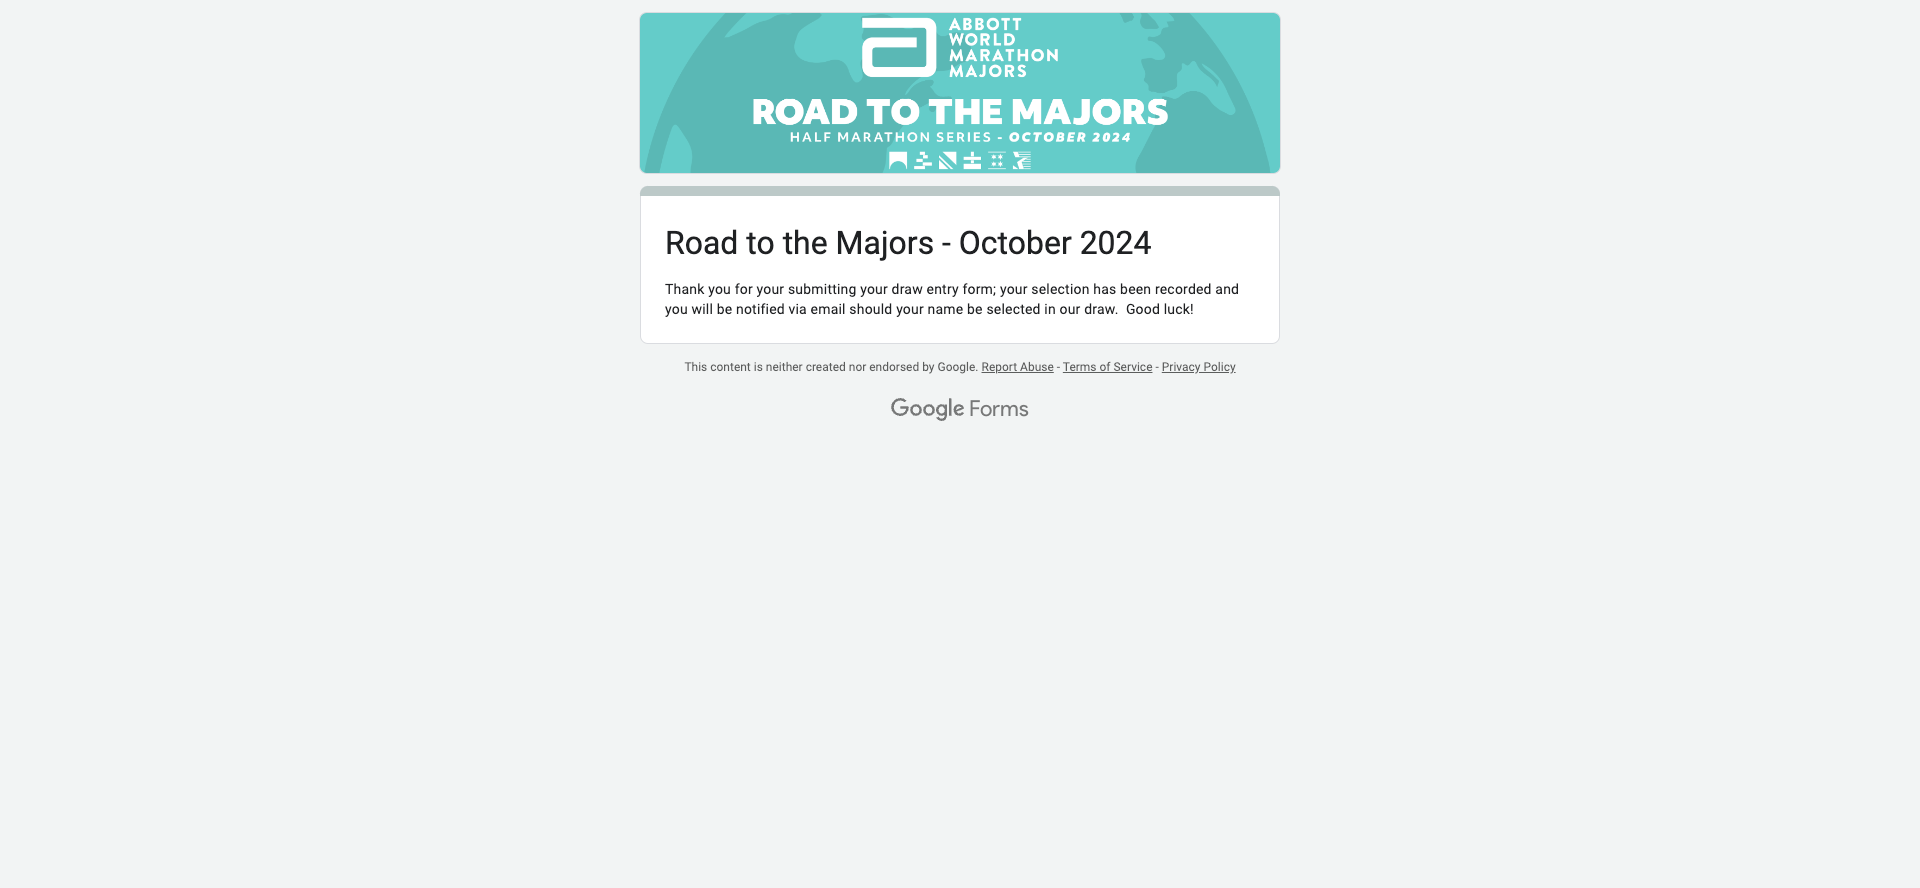 ABBOTT
WORLD
MARATHON
MAJORS
ROAD TO THE MAJORS
HALF MARATHON SERIES - OCTOBER 2024
Road to the Majors - October 2024
Thank you for your submitting your draw entry form; your selection has been recorded and
you will be notified via email should your name be selected in our draw.  Good luck!
This content is neither created nor endorsed by Google. Report Abuse - Terms of Service - Privacy Policy
Google Forms